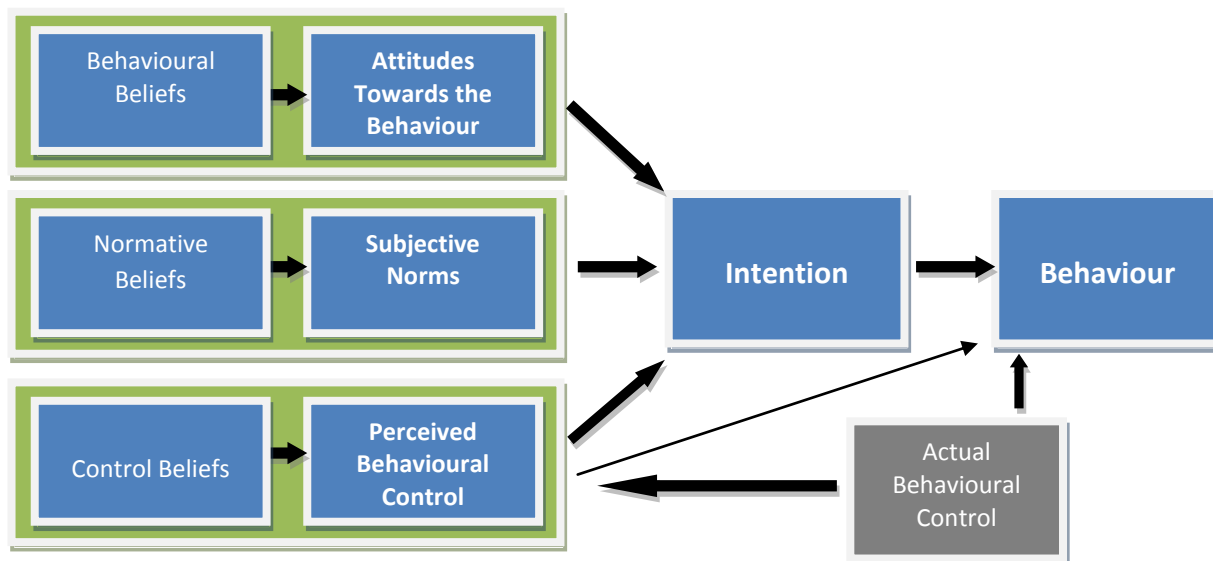 Behavioural
Beliefs
Attitudes
Towards the
Behaviour
Normative
Beliefs
Subjective
Norms
Intention
Behaviour
Control Beliefs
Perceived
Behavioural
Control
Actual
Behavioural
Control